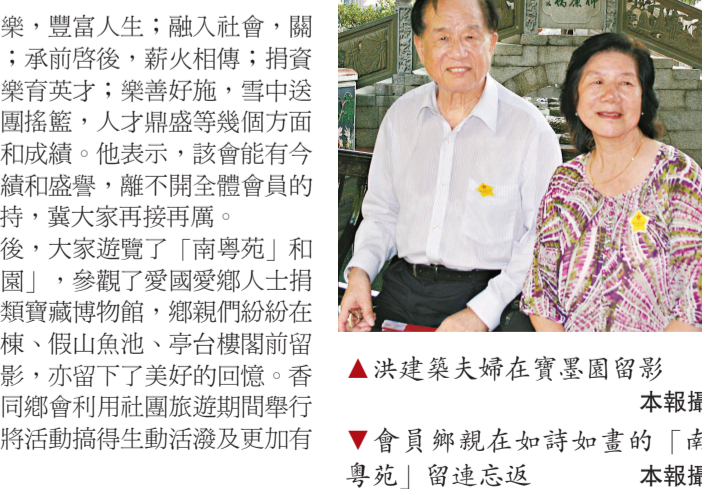 樂，豐富人生；融入社會，關
；承前啓後，薪火相傳；捐資
樂育英才；樂善好施，雪中送
團搖籃，人才鼎盛等幾個方面
和成績。他表示，該會能有今
績和盛譽，離不開全體會員的
持，冀大家再接再厲。
後，大家遊覽了「南粵苑」和
園」，參觀了愛國愛鄉人士捐
類寶藏博物館，鄉親們紛紛在
棟、假山魚池、亭台樓閣前留
影，亦留下了美好的回憶。香
同鄉會利用社團旅遊期間舉行
將活動搞得生動活潑及更加有
▲洪建築夫婦在寶墨園留影
本報攝
▼會員鄉親在如詩如畫的「南
粵苑」留連忘返 本報攝